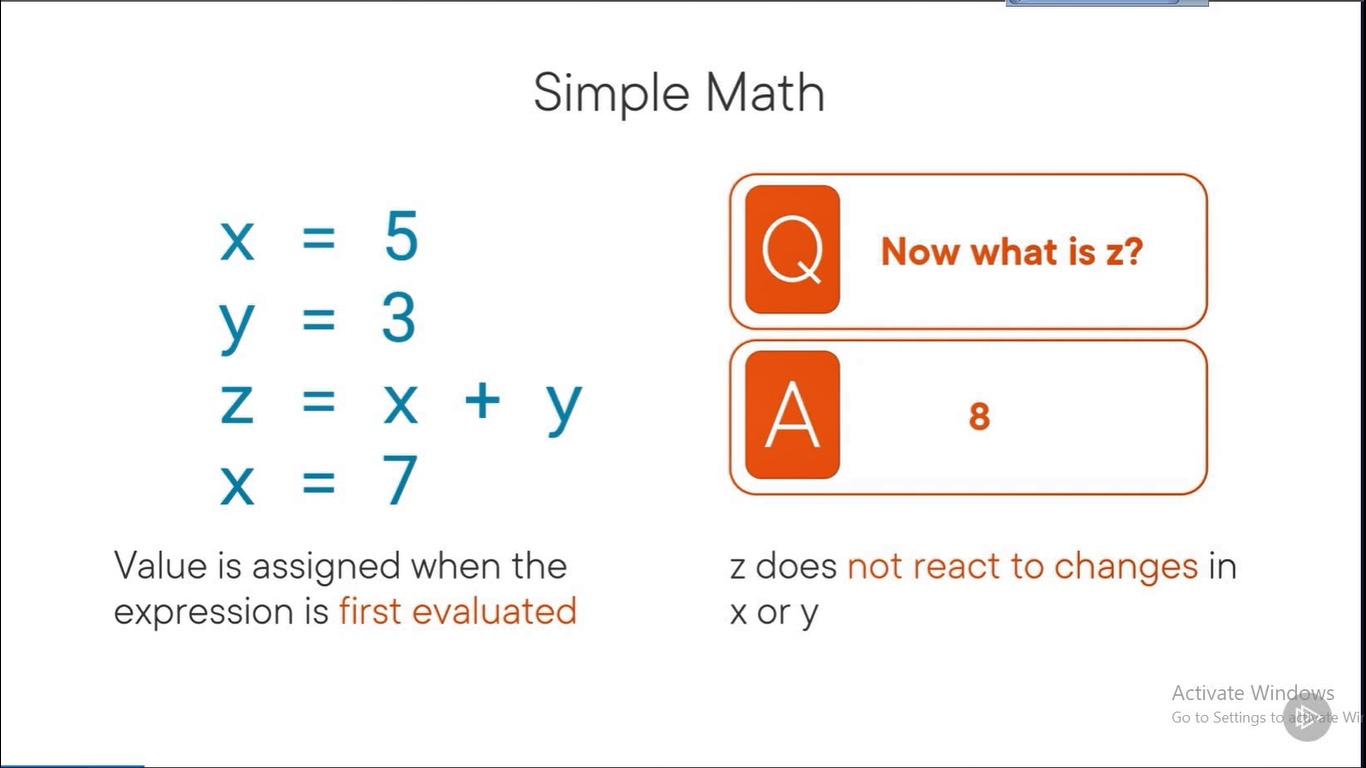 Simple Math
x = 5
y = 3
z = x + y
x = 7
Value is assigned when the
expression is first evaluated
Q
Now what is z?
A
8
z does not react to changes in
x or y
Activate Windows
Go to Settings to activate